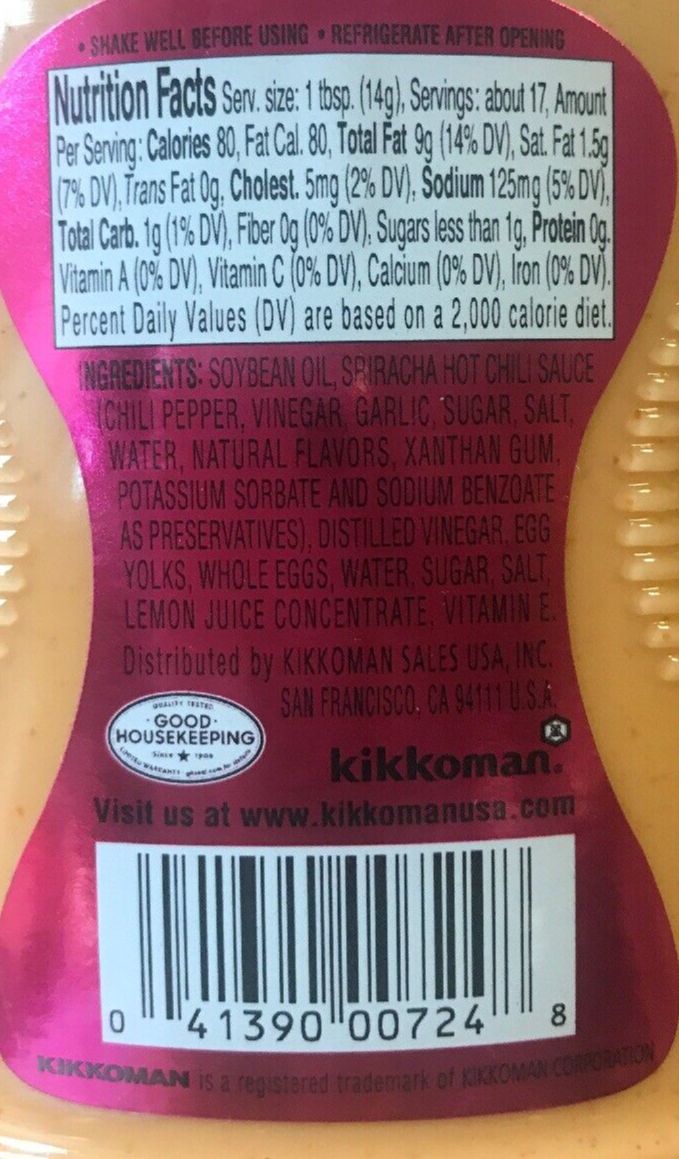 • SHAKE WELL BEFORE USING • REFRIGERATE AFTER OPENING
Nutrition Facts Serv. size: 1 tbsp. (14g), Servings: about 17, Amount
Per Serving: Calories 80, Fat Cal. 80, Total Fat 9g (14% DV), Sat. Fat 1.5g
(7% DV), Trans Fat 0g, Cholest. 5mg (2% DV), Sodium 125mg (5% DV),
Total Carb. 1g (1% DV), Fiber 0g (0% DV), Sugars less than 1g, Protein 0g.
Vitamin A (0% DV), Vitamin C (0% DV), Calcium (0% DV), Iron (0% DV).
Percent Daily Values (DV) are based on a 2,000 calorie diet.
INGREDIENTS: SOYBEAN OIL, SRIRACHA HOT CHILI SAUCE
(CHILI PEPPER, VINEGAR, GARLIC, SUGAR, SALT,
WATER, NATURAL FLAVORS, XANTHAN GUM,
POTASSIUM SORBATE AND SODIUM BENZOATE
AS PRESERVATIVES), DISTILLED VINEGAR, EGG
YOLKS, WHOLE EGGS, WATER, SUGAR, SALT,
LEMON JUICE CONCENTRATE, VITAMIN E.
Distributed by KIKKOMAN SALES USA, INC.
SAN FRANCISCO, CA 94111 U.S.A.
QUALITY TESTED
• GOOD •
HOUSEKEEPING
Since ★ 1909
LIMITED WARRANTY
kikkoman®
Visit us at www.kikkomanusa.com
0 41390 00724 8
KIKKOMAN is a registered trademark of KIKKOMAN CORPORATION